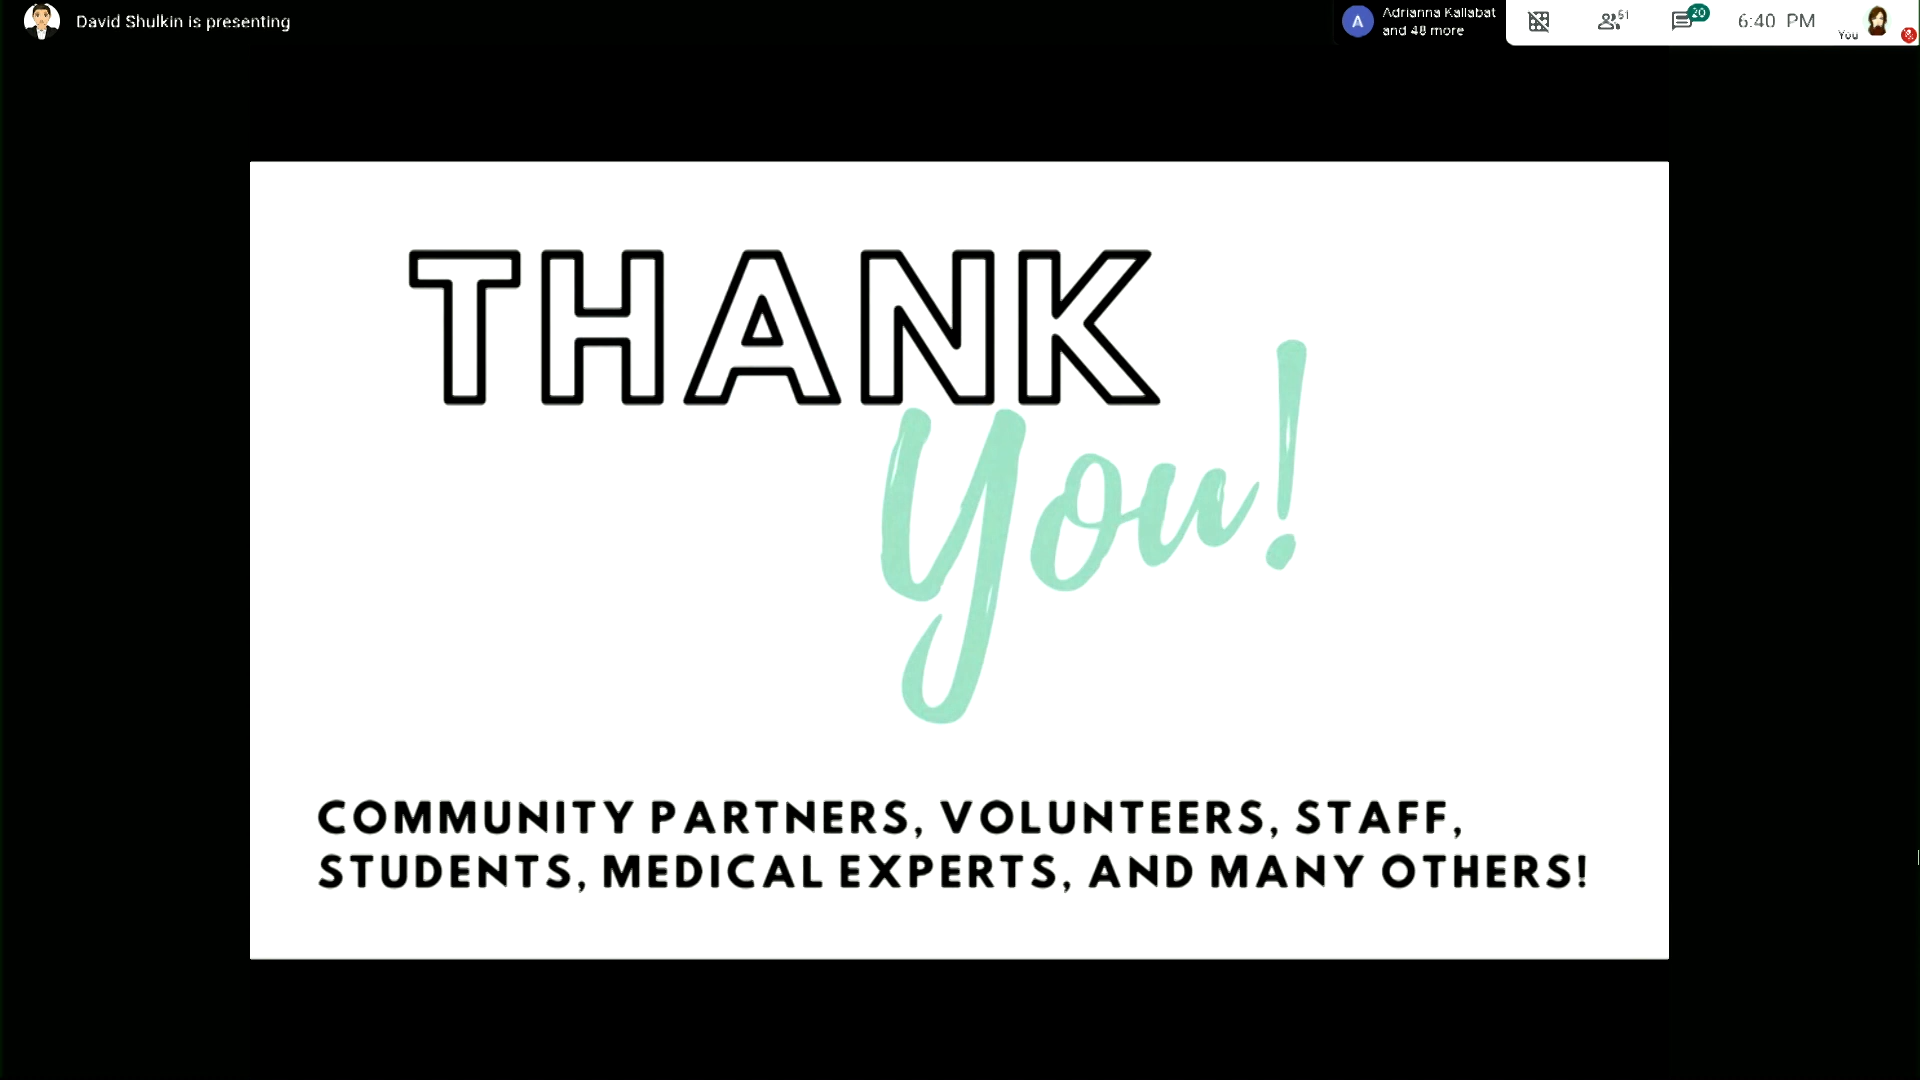 David Shulkin is presenting
A
Adrianna Kallabat
and 48 more
51
20
6:40 PM
You
THANK
You!
COMMUNITY PARTNERS, VOLUNTEERS, STAFF,
STUDENTS, MEDICAL EXPERTS, AND MANY OTHERS!